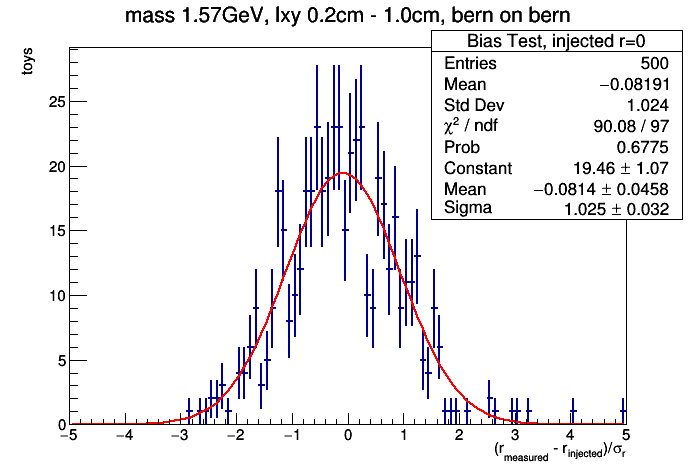 mass 1.57GeV, lxy 0.2cm - 1.0cm, bern on bern
toys
Bias Test, injected r=0
Entries 500
Mean −0.08191
Std Dev 1.024
χ² / ndf 90.08 / 97
Prob 0.6775
Constant 19.46 ± 1.07
Mean −0.0814 ± 0.0458
Sigma 1.025 ± 0.032
25
20
15
10
5
0
−5 −4 −3 −2 −1 0 1 2 3 4 5
(r_measured - r_injected)/σ_r